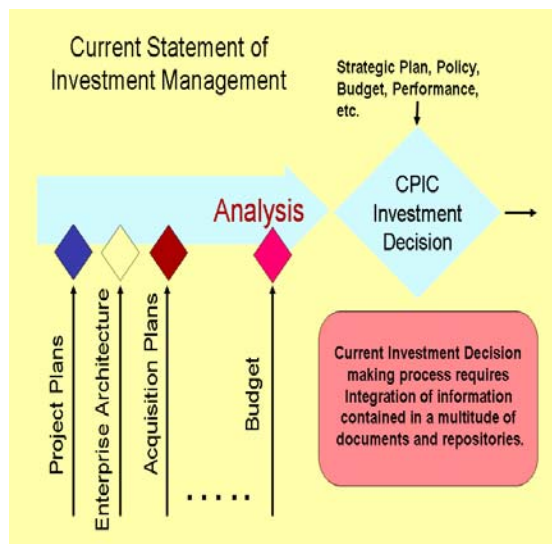 Current Statement of
Investment Management
Strategic Plan, Policy,
Budget, Performance,
etc.
Analysis
CPIC
Investment
Decision
Project Plans
Enterprise Architecture
Acquisition Plans
.....
Budget
Current Investment Decision
making process requires
Integration of information
contained in a multitude of
documents and repositories.